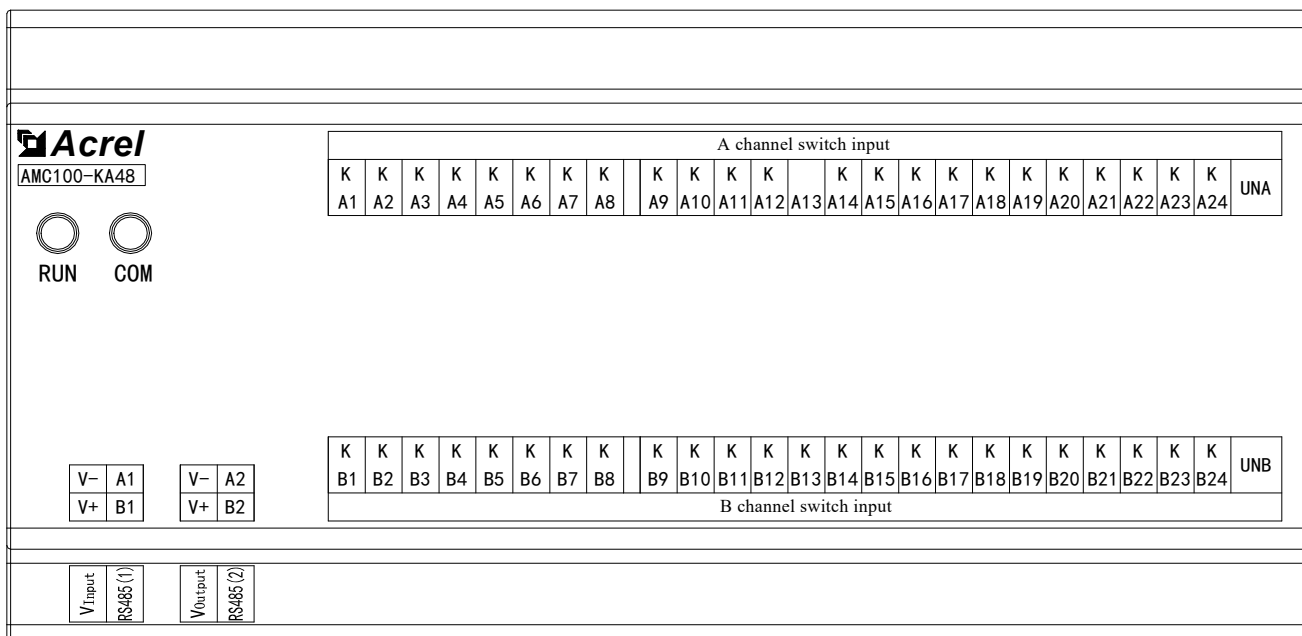 Acrel
AMC100-KA48
RUN COM
A channel switch input
K K K K K K K K K K K K K K K K K K K K K K K
A1 A2 A3 A4 A5 A6 A7 A8 A9 A10 A11 A12 A13 A14 A15 A16 A17 A18 A19 A20 A21 A22 A23 A24 UNA
K K K K K K K K K K K K K K K K K K K K K K K K
B1 B2 B3 B4 B5 B6 B7 B8 B9 B10 B11 B12 B13 B14 B15 B16 B17 B18 B19 B20 B21 B22 B23 B24 UNB
B channel switch input
V- A1 V- A2
V+ B1 V+ B2
VInput RS485(1) VOutput RS485(2)